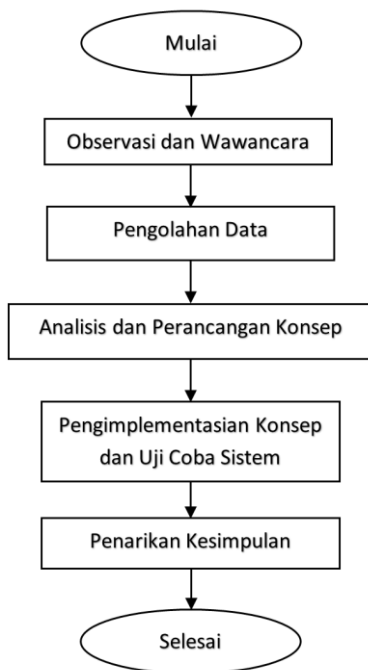 Mulai
Observasi dan Wawancara
Pengolahan Data
Analisis dan Perancangan Konsep
Pengimplementasian Konsep
dan Uji Coba Sistem
Penarikan Kesimpulan
Selesai